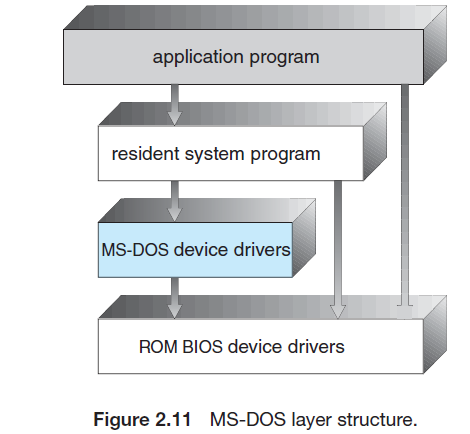 application program
resident system program
MS-DOS device drivers
ROM BIOS device drivers
Figure 2.11 MS-DOS layer structure.